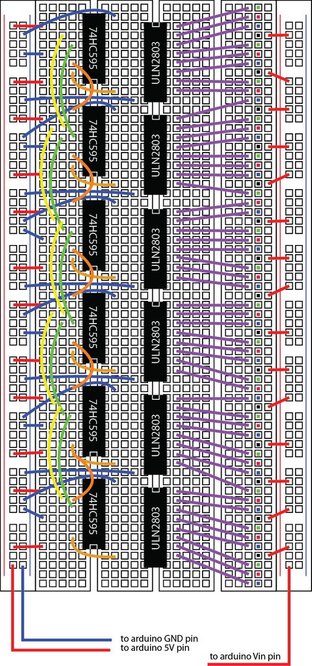 74HC595
ULN2803
74HC595
ULN2803
74HC595
ULN2803
74HC595
ULN2803
74HC595
ULN2803
74HC595
ULN2803
to arduino GND pin
to arduino 5V pin
to arduino Vin pin